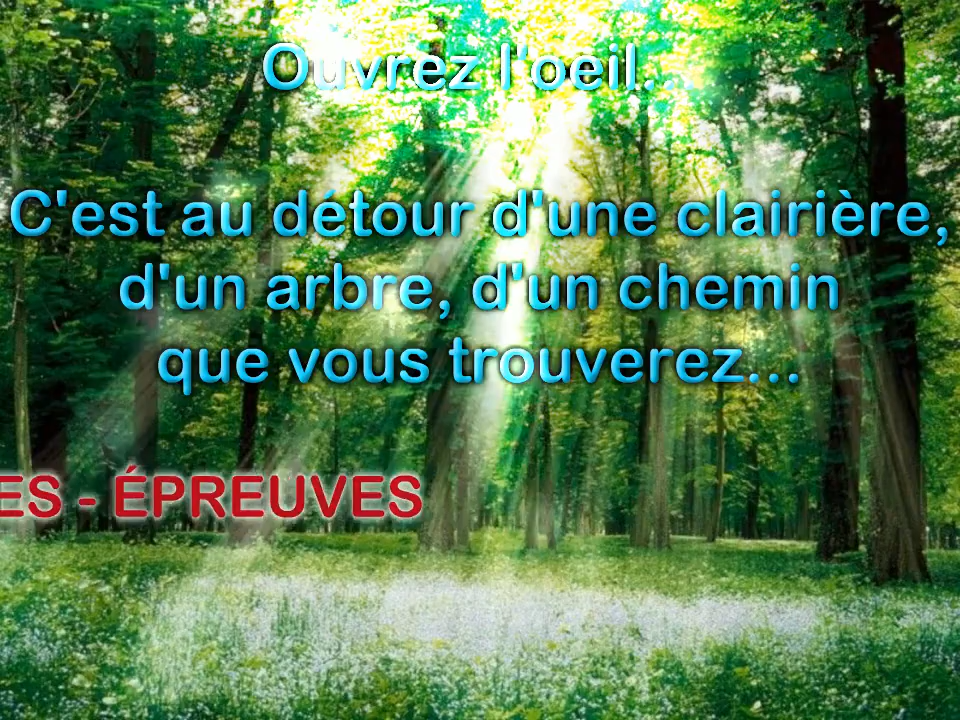 Ouvrez l'oeil...
C'est au détour d'une clairière,
d'un arbre, d'un chemin
que vous trouverez...
ES - ÉPREUVES